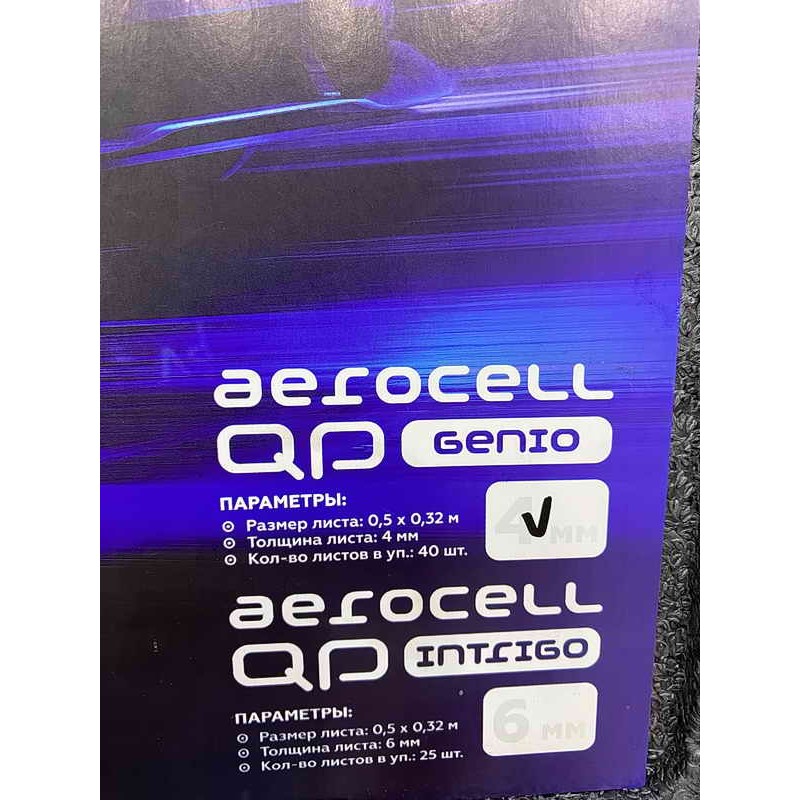 aerocell
QP GENIO
ПАРАМЕТРЫ:
Размер листа: 0,5 х 0,32 м
Толщина листа: 4 мм
Кол-во листов в уп.: 40 шт.
4 мм
aerocell
QP INTRIGO
ПАРАМЕТРЫ:
Размер листа: 0,5 х 0,32 м
Толщина листа: 6 мм
Кол-во листов в уп.: 25 шт.
6 мм